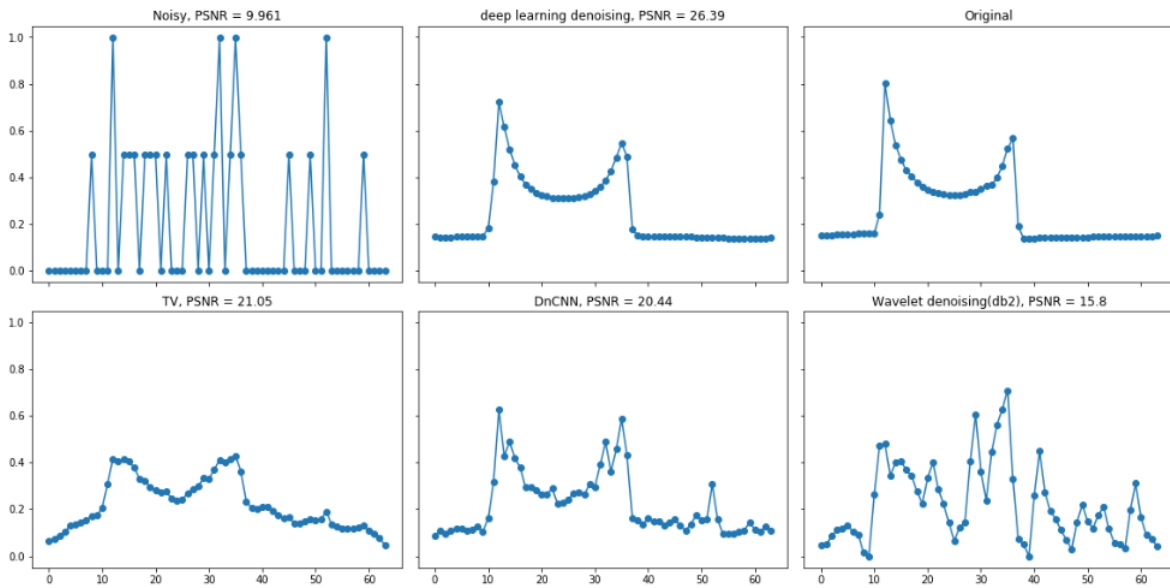 Noisy, PSNR = 9.961
deep learning denoising, PSNR = 26.39
Original
1.0
0.8
0.6
0.4
0.2
0.0
TV, PSNR = 21.05
DnCNN, PSNR = 20.44
Wavelet denoising(db2), PSNR = 15.8
1.0
0.8
0.6
0.4
0.2
0.0
0 10 20 30 40 50 60
0 10 20 30 40 50 60
0 10 20 30 40 50 60